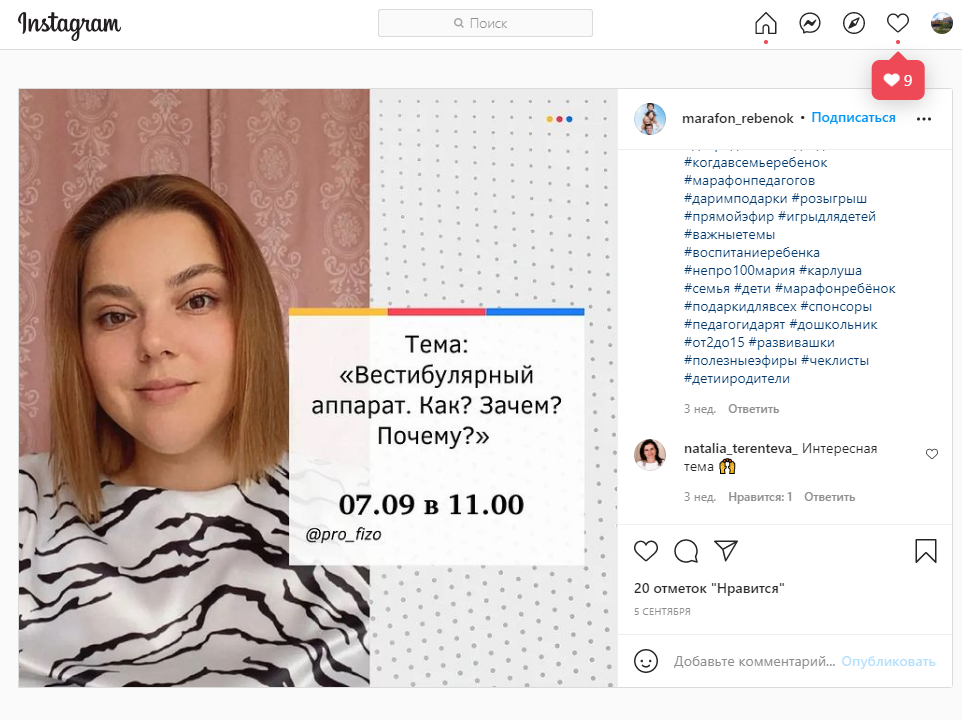 Instagram
Поиск
9
marafon_rebenok • Подписаться
#когдавсемьеребенок
#марафонпедагогов
#даримподарки #розыгрыш
#прямойэфир #игрыдлядетей
#важныетемы
#воспитаниеребенка
#непро100мария #карлуша
#семья #дети #марафонребёнок
#подаркидлявсех #спонсоры
#педагогидарят #дошкольник
#от2до15 #развивашки
#полезныеэфиры #чеклисты
#детииродители
3 нед. Ответить
natalia_terenteva_ Интересная
тема 🙌
3 нед. Нравится: 1 Ответить
20 отметок "Нравится"
5 СЕНТЯБРЯ
Добавьте комментарий... Опубликовать
Тема:
«Вестибулярный
аппарат. Как? Зачем?
Почему?»
07.09 в 11.00
@pro_fizo